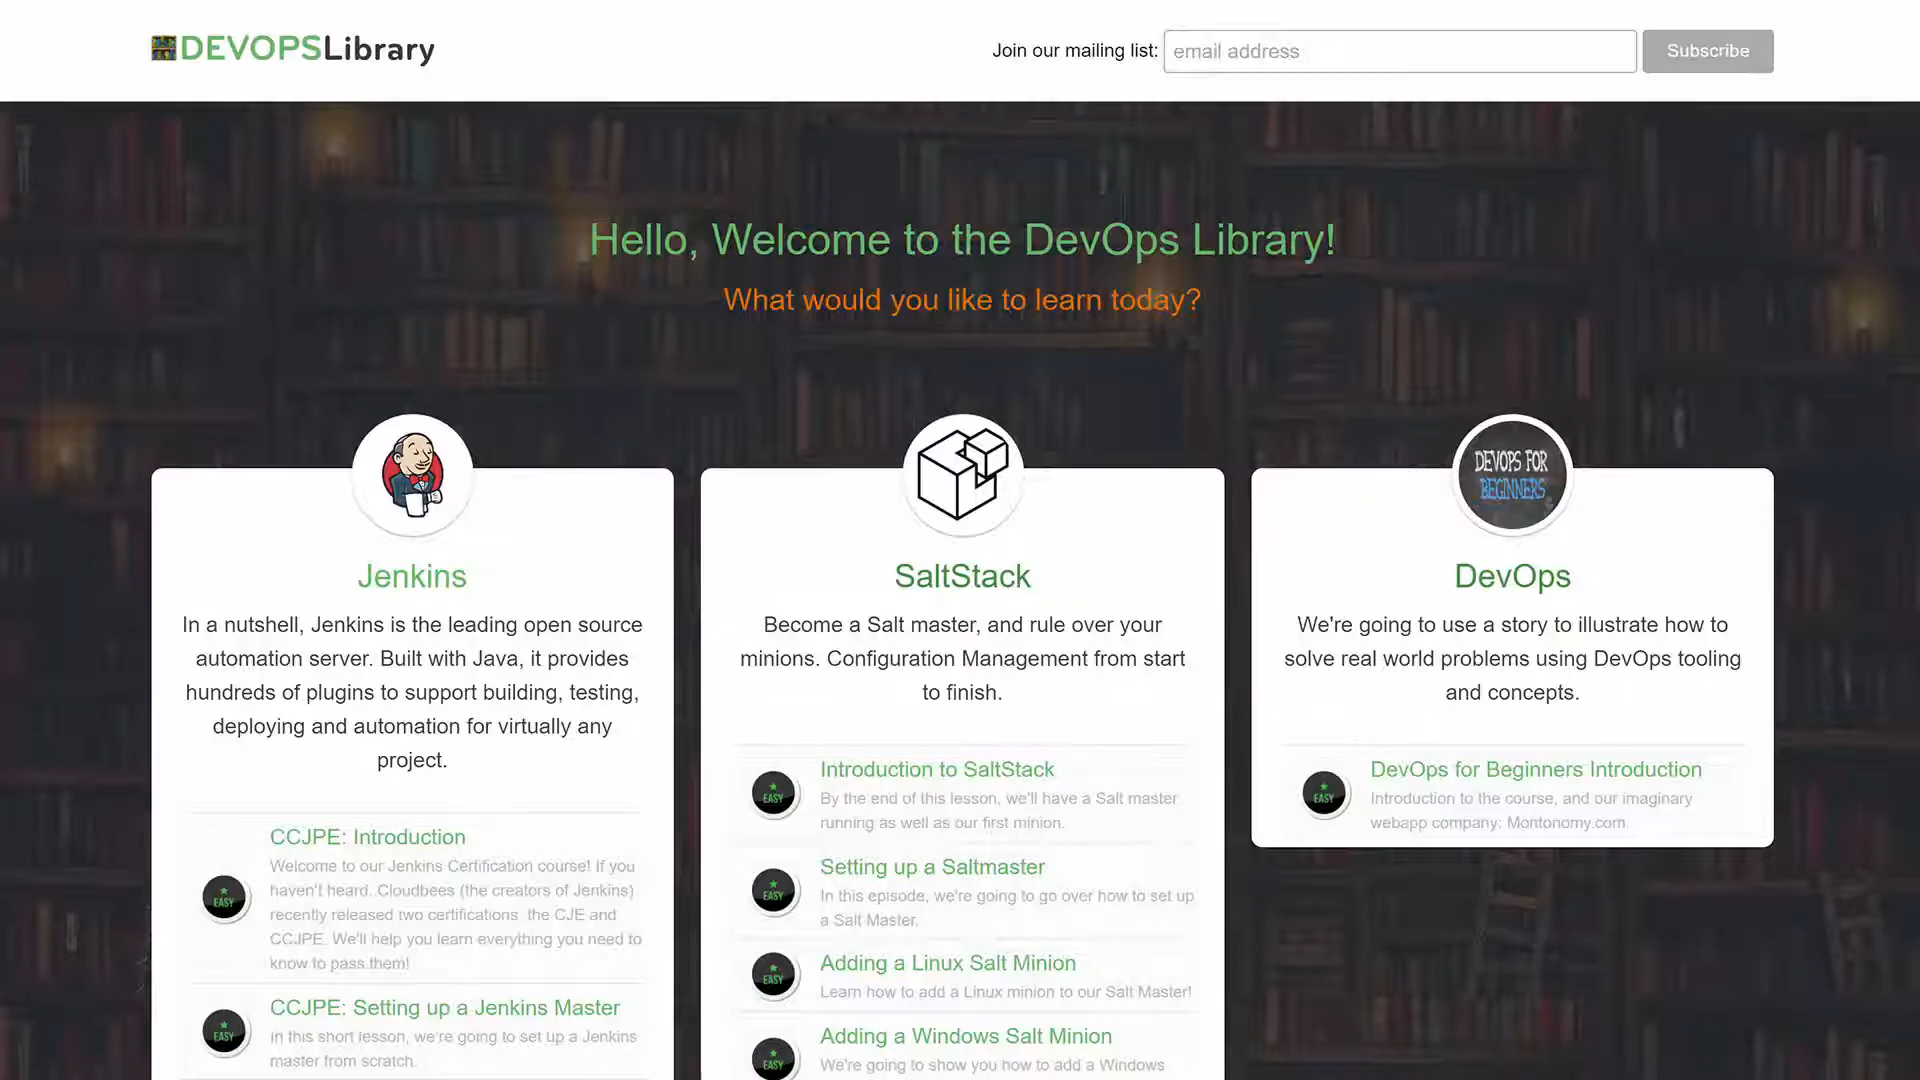 DEVOPSLibrary
Join our mailing list: email address Subscribe
Hello, Welcome to the DevOps Library!
What would you like to learn today?
Jenkins
In a nutshell, Jenkins is the leading open source
automation server. Built with Java, it provides
hundreds of plugins to support building, testing,
deploying and automation for virtually any
project.
EASY
CCJPE: Introduction
Welcome to our Jenkins Certification course! If you
haven't heard, Cloudbees (the creators of Jenkins)
recently released two certifications the CJE and
CCJPE. We'll help you learn everything you need to
know to pass them!
EASY
CCJPE: Setting up a Jenkins Master
in this short lesson, we're going to set up a Jenkins
master from scratch.
SaltStack
Become a Salt master, and rule over your
minions. Configuration Management from start
to finish.
EASY
Introduction to SaltStack
By the end of this lesson, we'll have a Salt master
running as well as our first minion.
EASY
Setting up a Saltmaster
In this episode, we're going to go over how to set up
a Salt Master.
EASY
Adding a Linux Salt Minion
Learn how to add a Linux minion to our Salt Master!
EASY
Adding a Windows Salt Minion
We're going to show you how to add a Windows
DEVOPS FOR
BEGINNERS
DevOps
We're going to use a story to illustrate how to
solve real world problems using DevOps tooling
and concepts.
EASY
DevOps for Beginners Introduction
Introduction to the course, and our imaginary
webapp company: Montonomy.com.